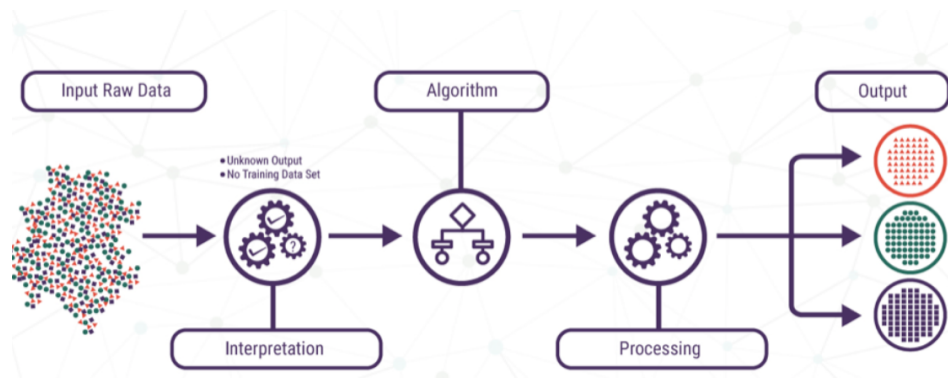 Input Raw Data
Algorithm
Output
● Unknown Output
● No Training Data Set
?
Interpretation
Processing